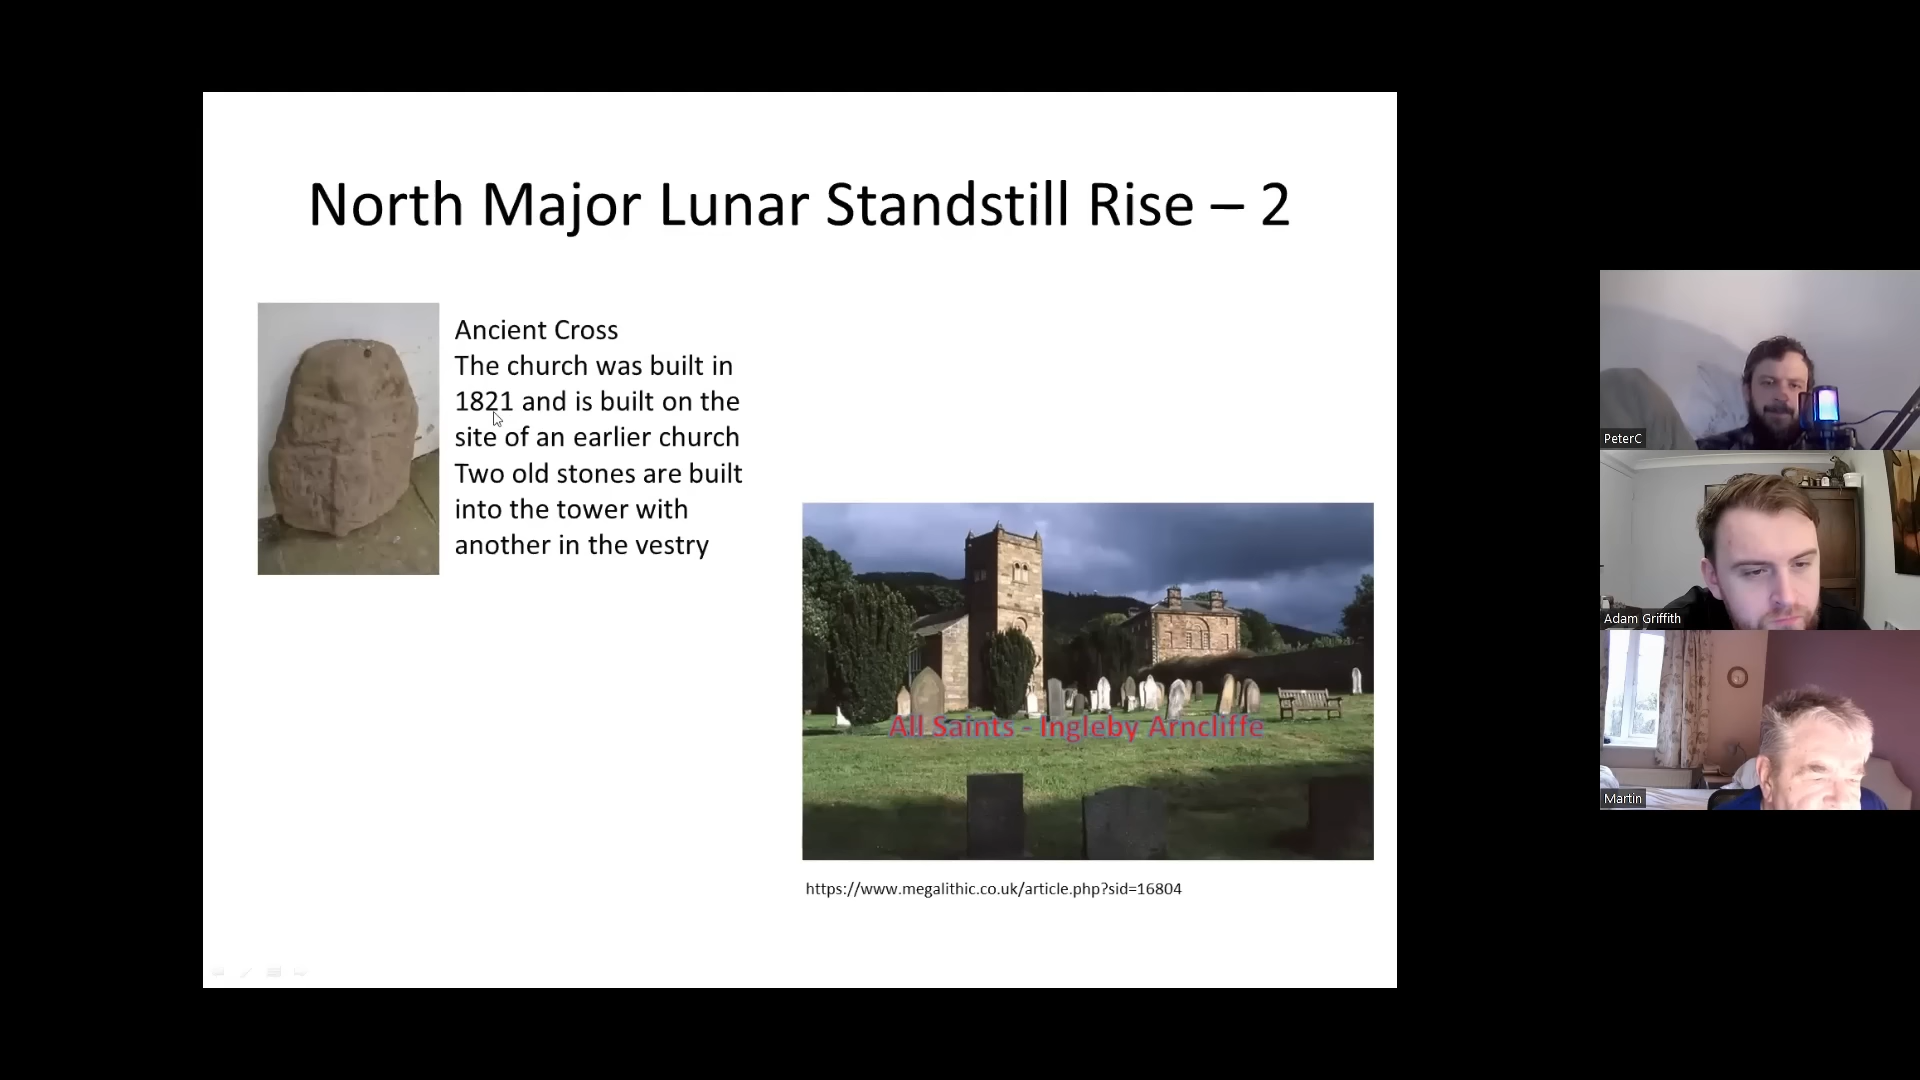 North Major Lunar Standstill Rise – 2
Ancient Cross
The church was built in
1821 and is built on the
site of an earlier church
Two old stones are built
into the tower with
another in the vestry
All Saints - Ingleby Arncliffe
https://www.megalithic.co.uk/article.php?sid=16804
PeterC
Adam Griffith
Martin